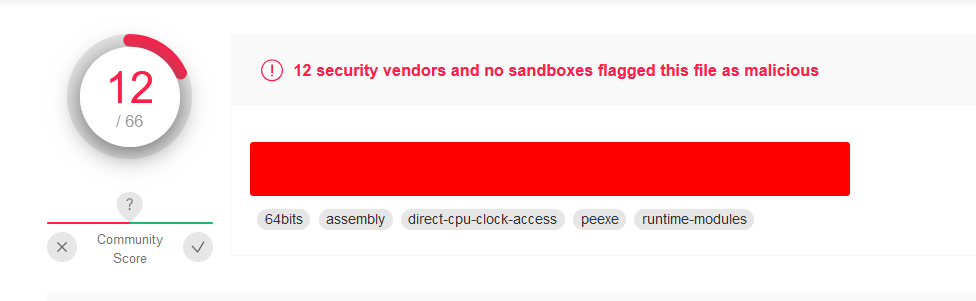 12
/ 66
?
Community
Score
12 security vendors and no sandboxes flagged this file as malicious
64bits assembly direct-cpu-clock-access peexe runtime-modules